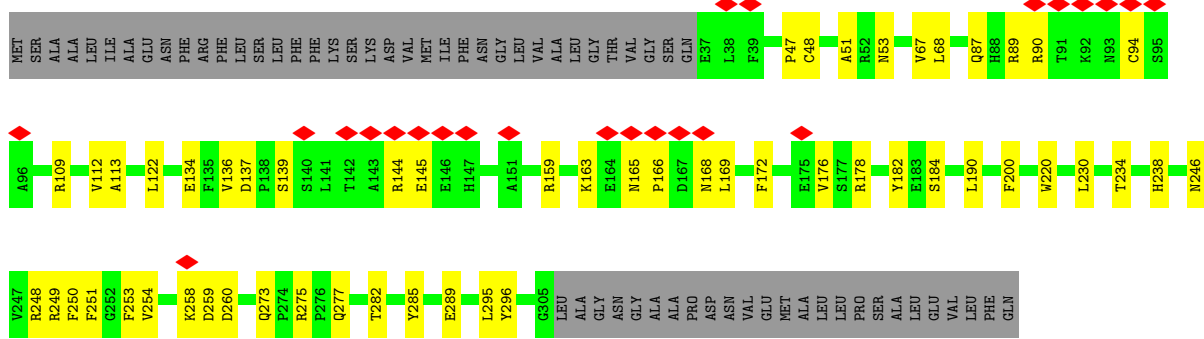 MET SER ALA ALA LEU ILE ALA GLU ASN PHE ARG PHE LEU SER LEU PHE PHE LYS SER LYS ASP VAL MET ILE PHE ASN GLY LEU VAL ALA LEU GLY THR VAL GLY SER GLN E37 L38 F39 P47 C48 A51 R52 N53 V67 L68 Q87 H88 R89 R90 T91 K92 N93 C94 S95
A96 R109 V112 A113 L122 E134 F135 V136 D137 P138 S139 S140 L141 T142 A143 R144 E145 E146 H147 A151 R159 K163 E164 N165 P166 D167 N168 L169 F172 E175 V176 S177 R178 Y182 E183 S184 L190 F200 W220 L230 T234 H238 N246
V247 R248 R249 F250 F251 G252 F253 V254 K258 D259 D260 Q273 P274 R275 P276 Q277 T282 Y285 E289 L295 Y296 G305 LEU ALA GLY ASN GLY ALA ALA PRO ASP ASN VAL GLU MET ALA LEU LEU PRO SER ALA LEU GLU VAL LEU PHE GLN